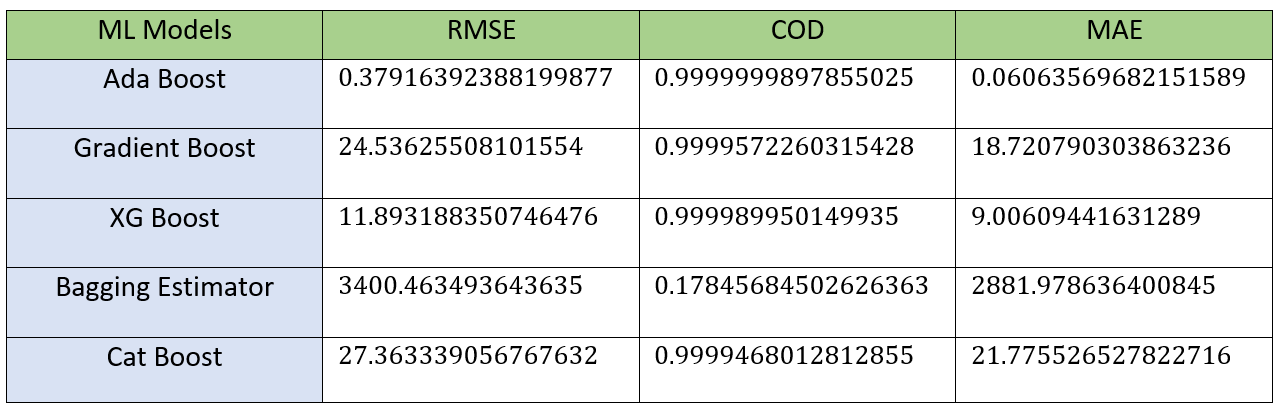 ML Models RMSE COD MAE
Ada Boost 0.37916392388199877 0.9999999897855025 0.06063569682151589
Gradient Boost 24.53625508101554 0.9999572260315428 18.720790303863236
XG Boost 11.893188350746476 0.999989950149935 9.00609441631289
Bagging Estimator 3400.463493643635 0.17845684502626363 2881.978636400845
Cat Boost 27.363339056767632 0.9999468012812855 21.775526527822716